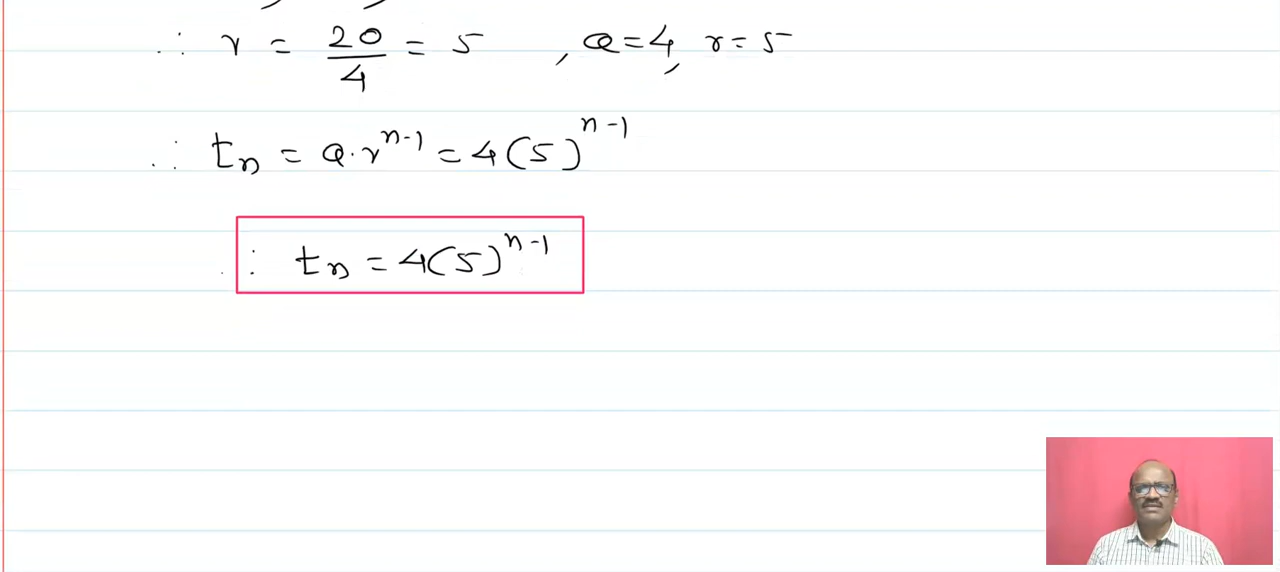 ∴ r = 20/4 = 5 , a = 4, r = 5
∴ tn = a·r^(n-1) = 4(5)^(n-1)
∴ tn = 4(5)^(n-1)